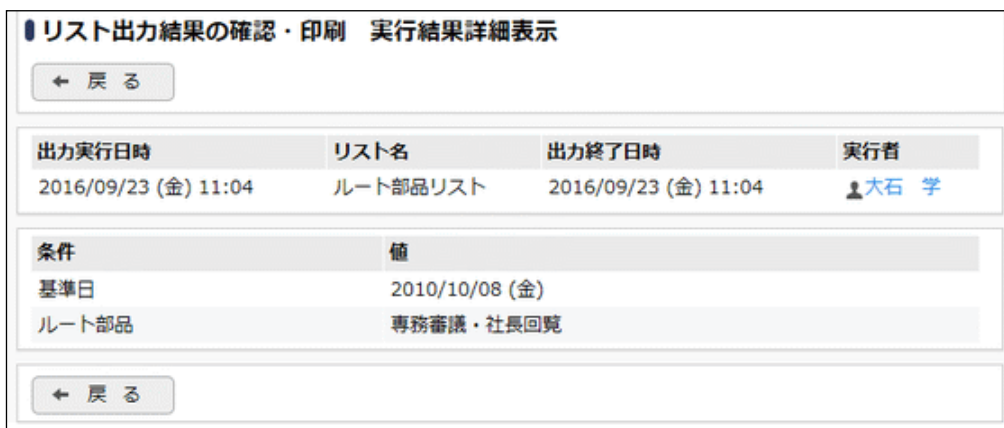 リスト出力結果の確認・印刷　実行結果詳細表示
← 戻 る
出力実行日時 リスト名 出力終了日時 実行者
2016/09/23 (金) 11:04 ルート部品リスト 2016/09/23 (金) 11:04 大石　学
条件 値
基準日 2010/10/08 (金)
ルート部品 専務審議・社長回覧
← 戻 る